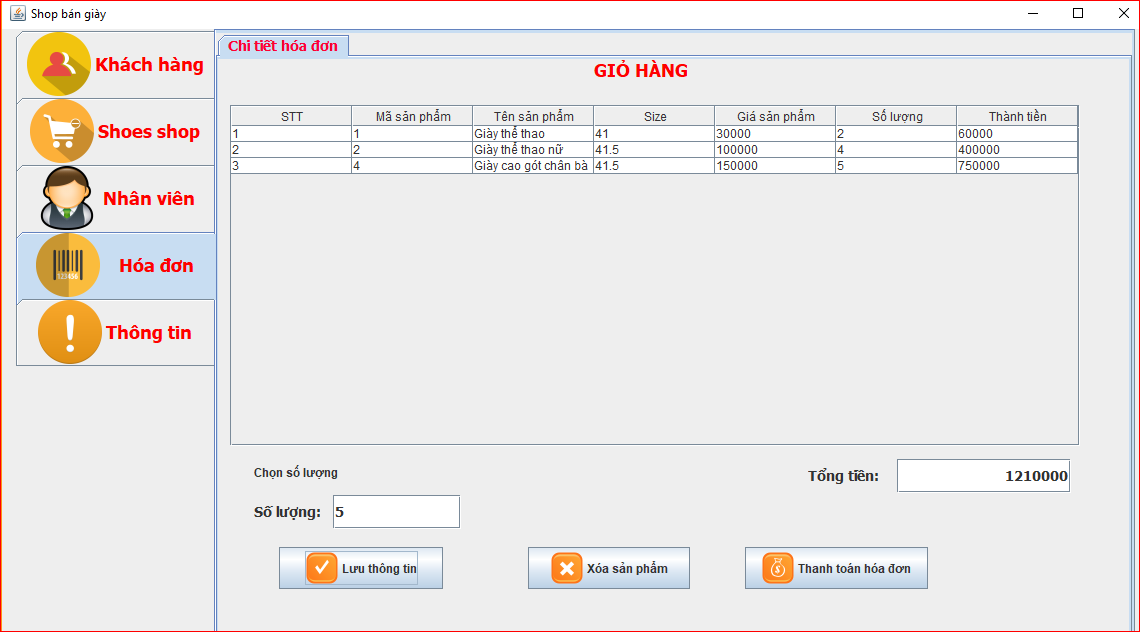 Shop bán giày
Khách hàng
Shoes shop
Nhân viên
123456
Hóa đơn
Thông tin
Chi tiết hóa đơn
GIỎ HÀNG
STT Mã sản phẩm Tên sản phẩm Size Giá sản phẩm Số lượng Thành tiền
1 1 Giày thể thao 41 30000 2 60000
2 2 Giày thể thao nữ 41.5 100000 4 400000
3 4 Giày cao gót chân bà 41.5 150000 5 750000
Chọn số lượng
Tổng tiền: 1210000
Số lượng: 5
Lưu thông tin
Xóa sản phẩm
Thanh toán hóa đơn